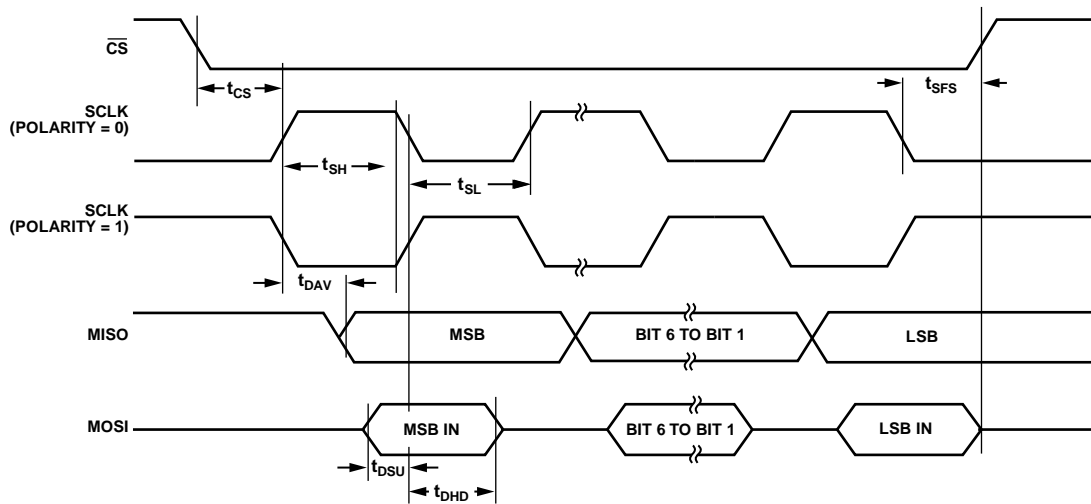 CS
tCS
tSFS
SCLK
(POLARITY = 0)
tSH
tSL
SCLK
(POLARITY = 1)
tDAV
MISO
MSB
BIT 6 TO BIT 1
LSB
MOSI
MSB IN
BIT 6 TO BIT 1
LSB IN
tDSU
tDHD